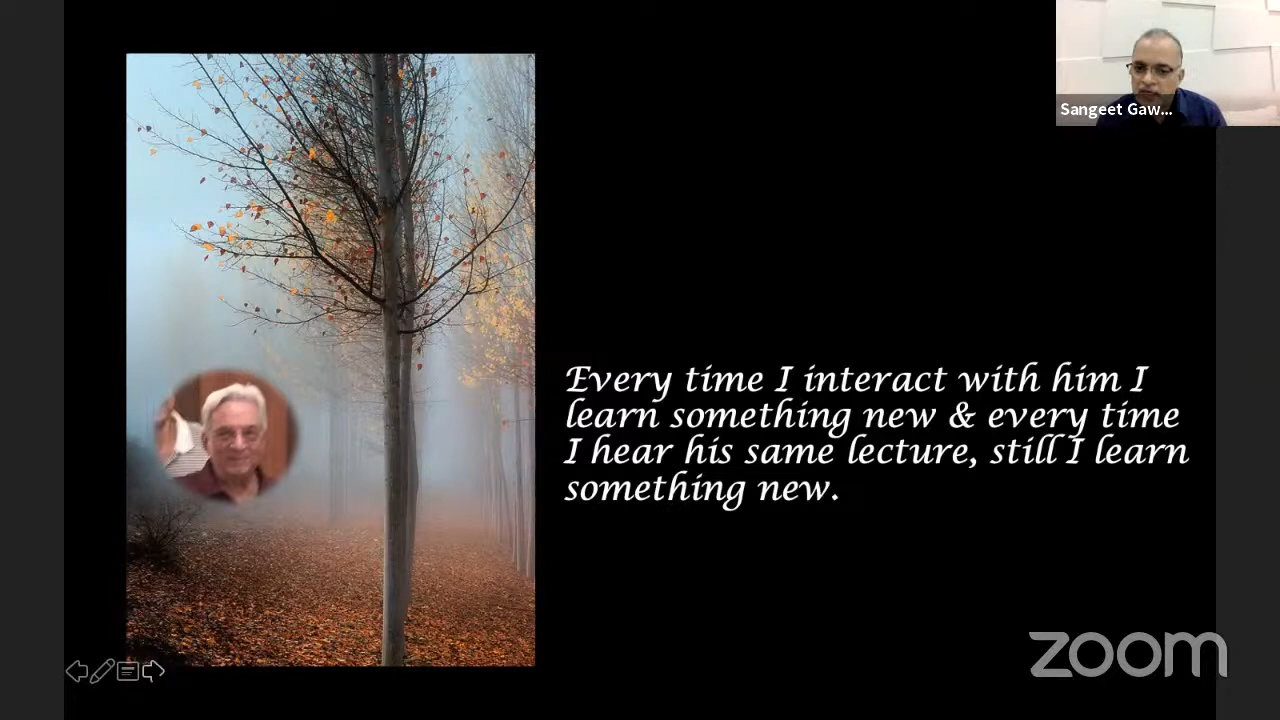 Sangeet Gaw...
Every time I interact with him I
learn something new & every time
I hear his same lecture, still I learn
something new.
zoom